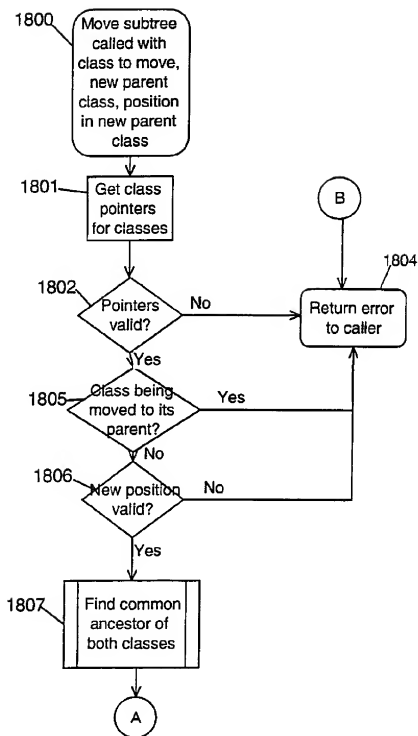 1800
Move subtree
called with
class to move,
new parent
class, position
in new parent
class
1801
Get class
pointers
for classes
B
1802
Pointers
valid?
No
1804
Return error
to caller
Yes
1805
Class being
moved to its
parent?
Yes
No
1806
New position
valid?
No
Yes
1807
Find common
ancestor of
both classes
A